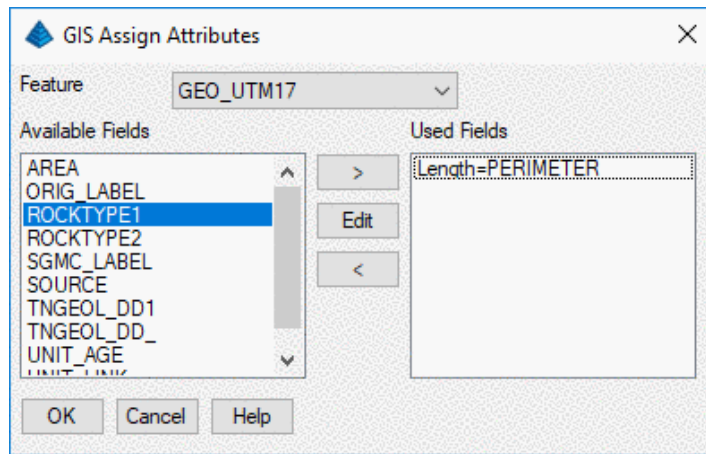 GIS Assign Attributes
Feature
GEO_UTM17
Available Fields
Used Fields
AREA
ORIG_LABEL
ROCKTYPE1
ROCKTYPE2
SGMC_LABEL
SOURCE
TNGEOL_DD1
TNGEOL_DD_
UNIT_AGE
UNIT_LINK
>
Edit
<
Length=PERIMETER
OK
Cancel
Help